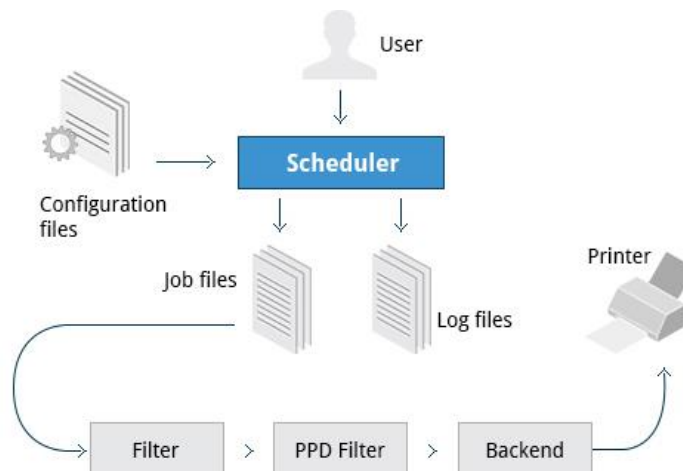 User
Scheduler
Configuration
files
Job files
Log files
Printer
Filter
PPD Filter
Backend